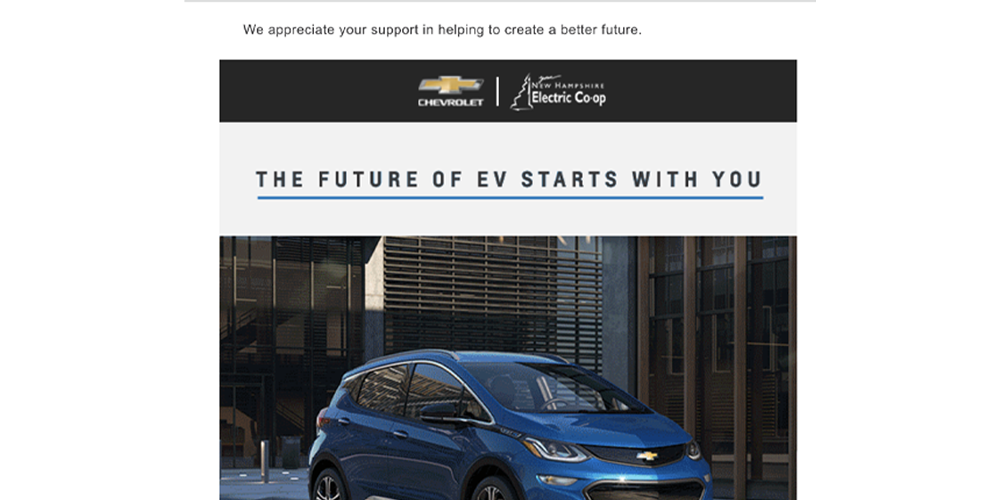 We appreciate your support in helping to create a better future.
CHEVROLET
New Hampshire
Electric Co·op
THE FUTURE OF EV STARTS WITH YOU